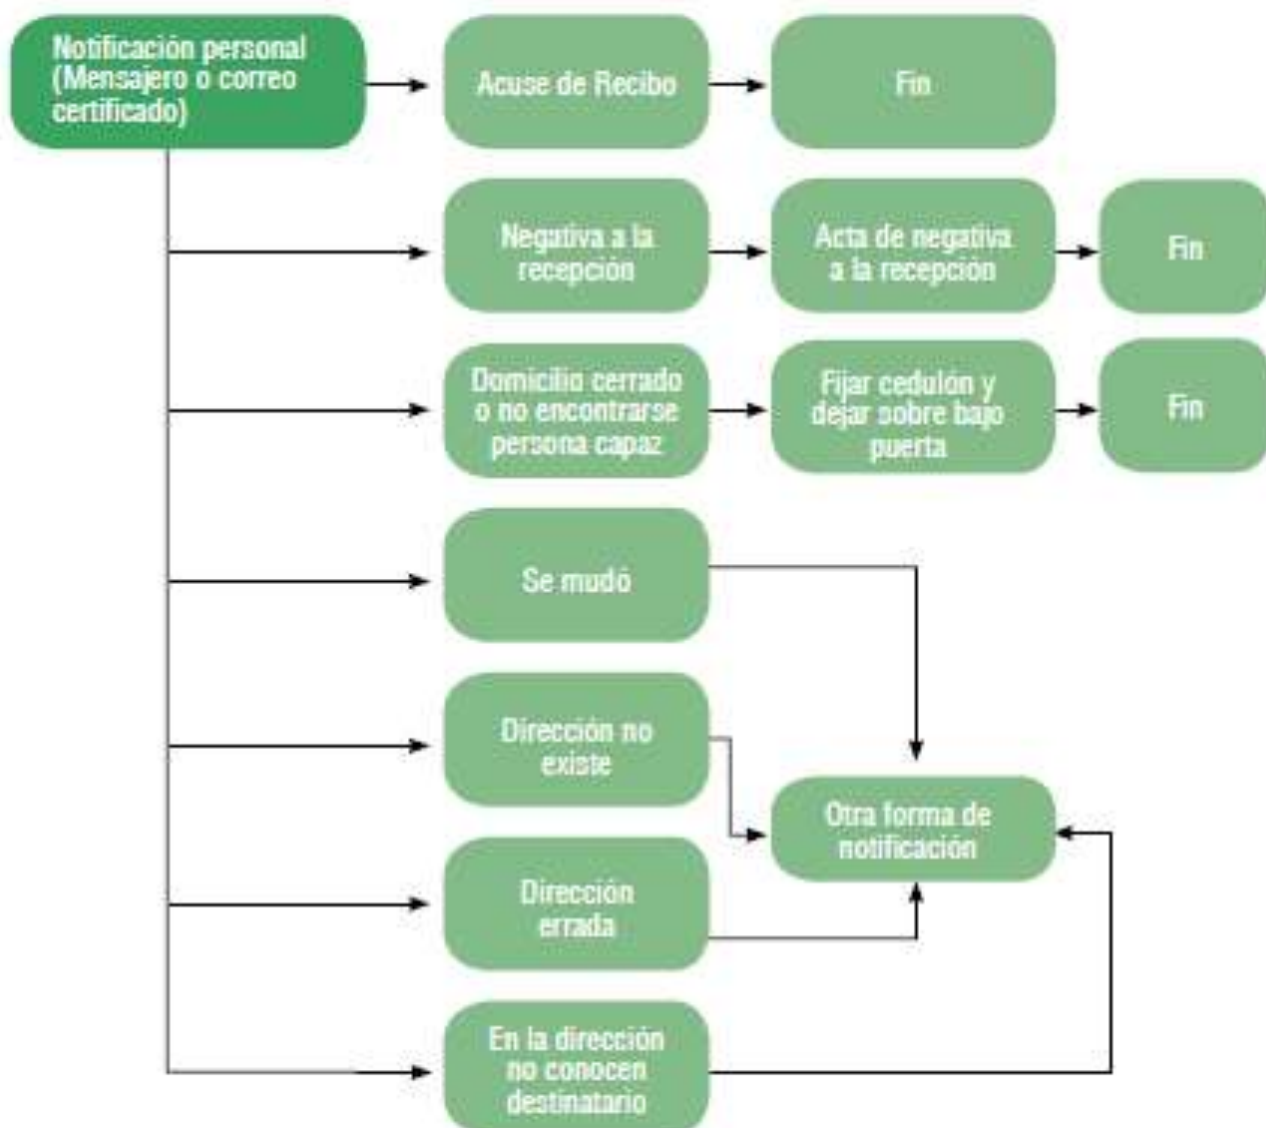 Notificación personal
(Mensajero o correo
certificado)
Acuse de Recibo
Fin
Negativa a la
recepción
Acta de negativa
a la recepción
Fin
Domicilio cerrado
o no encontrarse
persona capaz
Fijar cedulón y
dejar sobre bajo
puerta
Fin
Se mudó
Dirección no
existe
Otra forma de
notificación
Dirección
errada
En la dirección
no conocen
destinatario